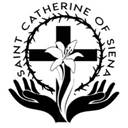 SAINT CATHERINE OF SIENA